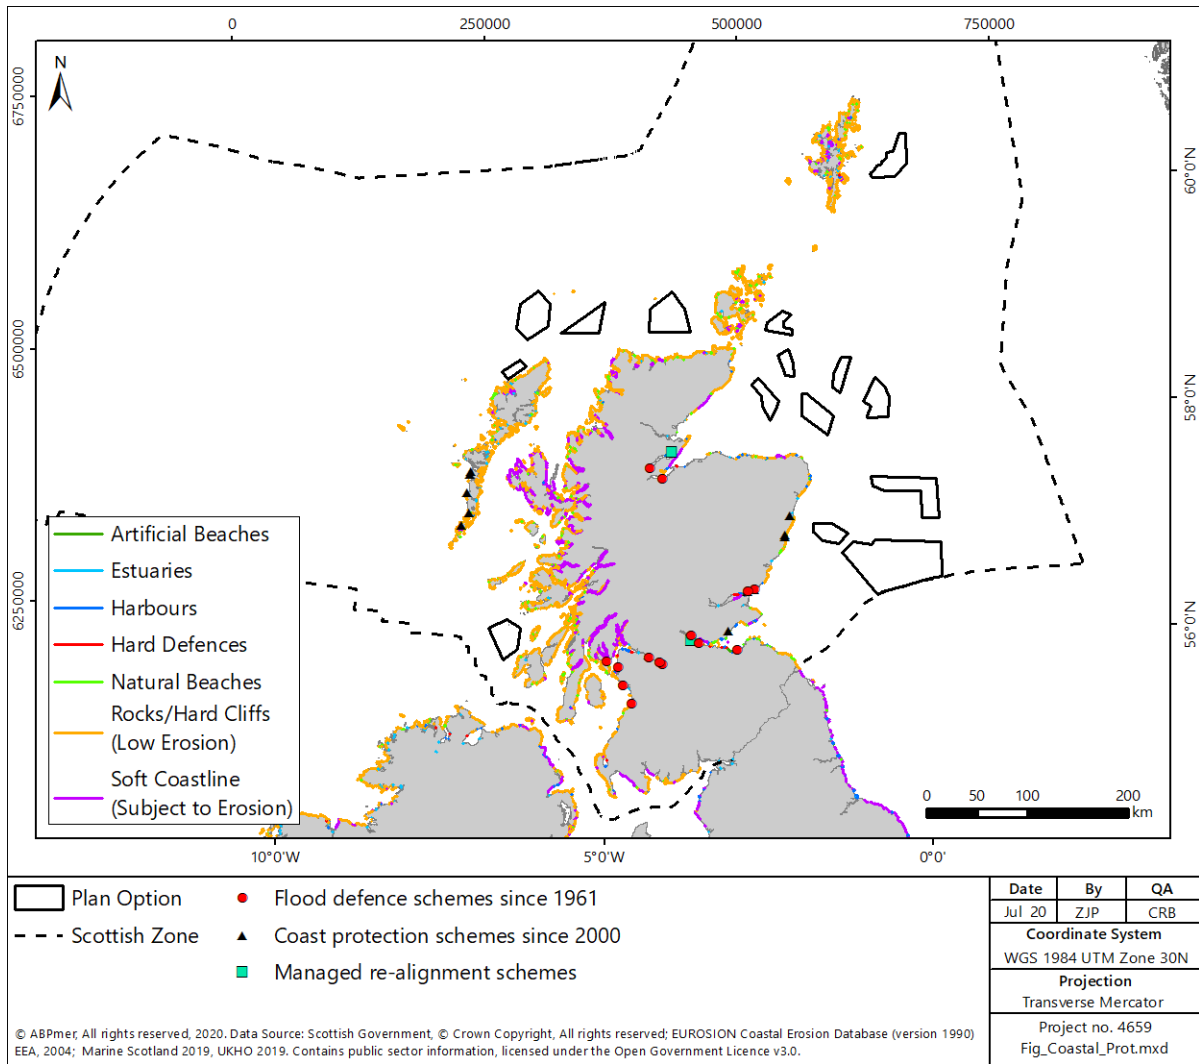 0
250000
500000
750000
N
6750000
6500000
6250000
60°0'N
58°0'N
56°0'N
Artificial Beaches
Estuaries
Harbours
Hard Defences
Natural Beaches
Rocks/Hard Cliffs
(Low Erosion)
Soft Coastline
(Subject to Erosion)
0 50 100 200
km
10°0'W
5°0'W
0°0'
Plan Option
Scottish Zone
Flood defence schemes since 1961
Coast protection schemes since 2000
Managed re-alignment schemes
Date By QA
Jul 20 ZJP CRB
Coordinate System
WGS 1984 UTM Zone 30N
Projection
Transverse Mercator
Project no. 4659
Fig_Coastal_Prot.mxd
© ABPmer, All rights reserved, 2020. Data Source: Scottish Government, © Crown Copyright, All rights reserved; EUROSION Coastal Erosion Database (version 1990)
EEA, 2004; Marine Scotland 2019, UKHO 2019. Contains public sector information, licensed under the Open Government Licence v3.0.